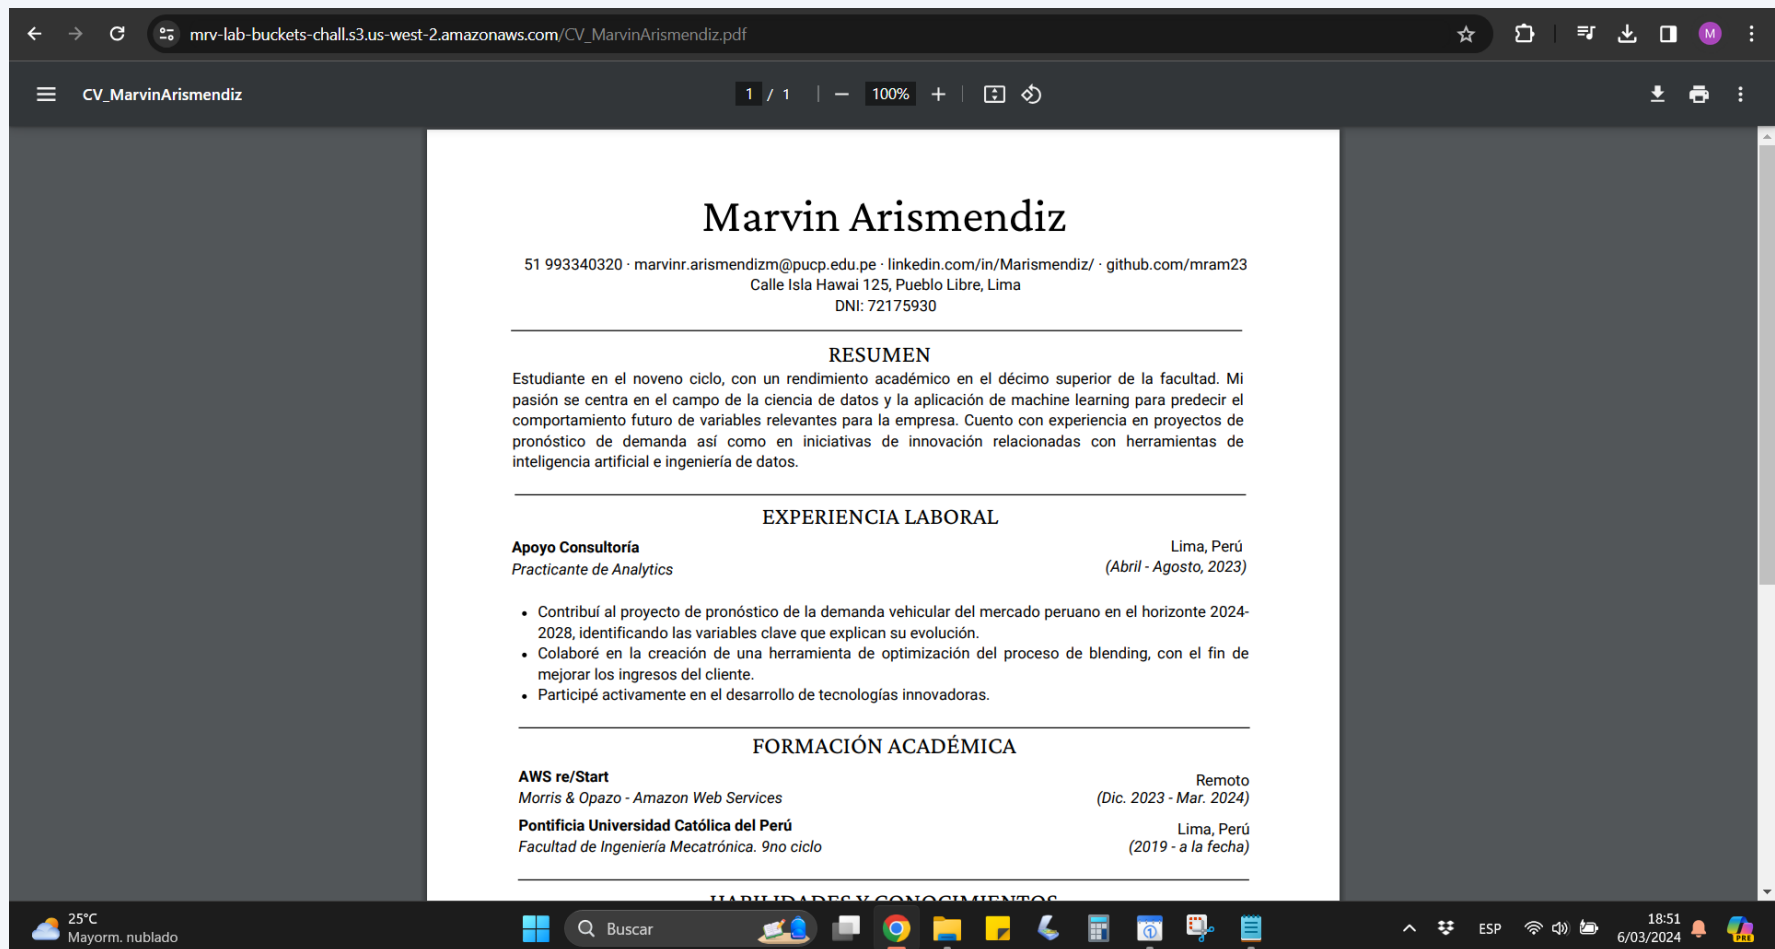 mrv-lab-buckets-chall.s3.us-west-2.amazonaws.com/CV_MarvinArismendiz.pdf
M
CV_MarvinArismendiz
1 / 1
100%
Marvin Arismendiz
51 993340320 · marvinr.arismendizm@pucp.edu.pe · linkedin.com/in/Marismendiz/ · github.com/mram23
Calle Isla Hawai 125, Pueblo Libre, Lima
DNI: 72175930
RESUMEN
Estudiante en el noveno ciclo, con un rendimiento académico en el décimo superior de la facultad. Mi
pasión se centra en el campo de la ciencia de datos y la aplicación de machine learning para predecir el
comportamiento futuro de variables relevantes para la empresa. Cuento con experiencia en proyectos de
pronóstico de demanda así como en iniciativas de innovación relacionadas con herramientas de
inteligencia artificial e ingeniería de datos.
EXPERIENCIA LABORAL
Apoyo Consultoría
Lima, Perú
Practicante de Analytics
(Abril - Agosto, 2023)
• Contribuí al proyecto de pronóstico de la demanda vehicular del mercado peruano en el horizonte 2024-
2028, identificando las variables clave que explican su evolución.
• Colaboré en la creación de una herramienta de optimización del proceso de blending, con el fin de
mejorar los ingresos del cliente.
• Participé activamente en el desarrollo de tecnologías innovadoras.
FORMACIÓN ACADÉMICA
AWS re/Start
Remoto
Morris & Opazo - Amazon Web Services
(Dic. 2023 - Mar. 2024)
Pontificia Universidad Católica del Perú
Lima, Perú
Facultad de Ingeniería Mecatrónica. 9no ciclo
(2019 - a la fecha)
HABILIDADES Y CONOCIMIENTOS
25°C
Mayorm. nublado
Buscar
ESP
18:51
6/03/2024
PRE